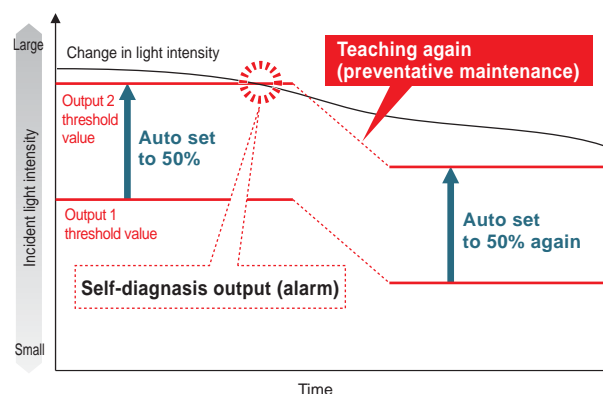 Large
Change in light intensity
Teaching again
(preventative maintenance)
Output 2
threshold
value
Auto set
to 50%
Incident light intensity
Output 1
threshold value
Auto set
to 50% again
Self-diagnasis output (alarm)
Small
Time